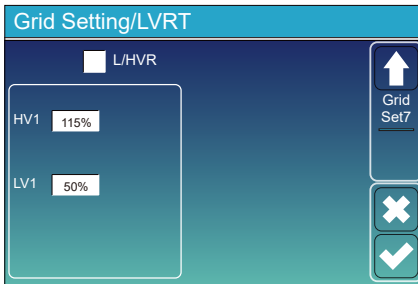 Grid Setting/LVRT
L/HVR
HV1 115%
LV1 50%
Grid
Set7